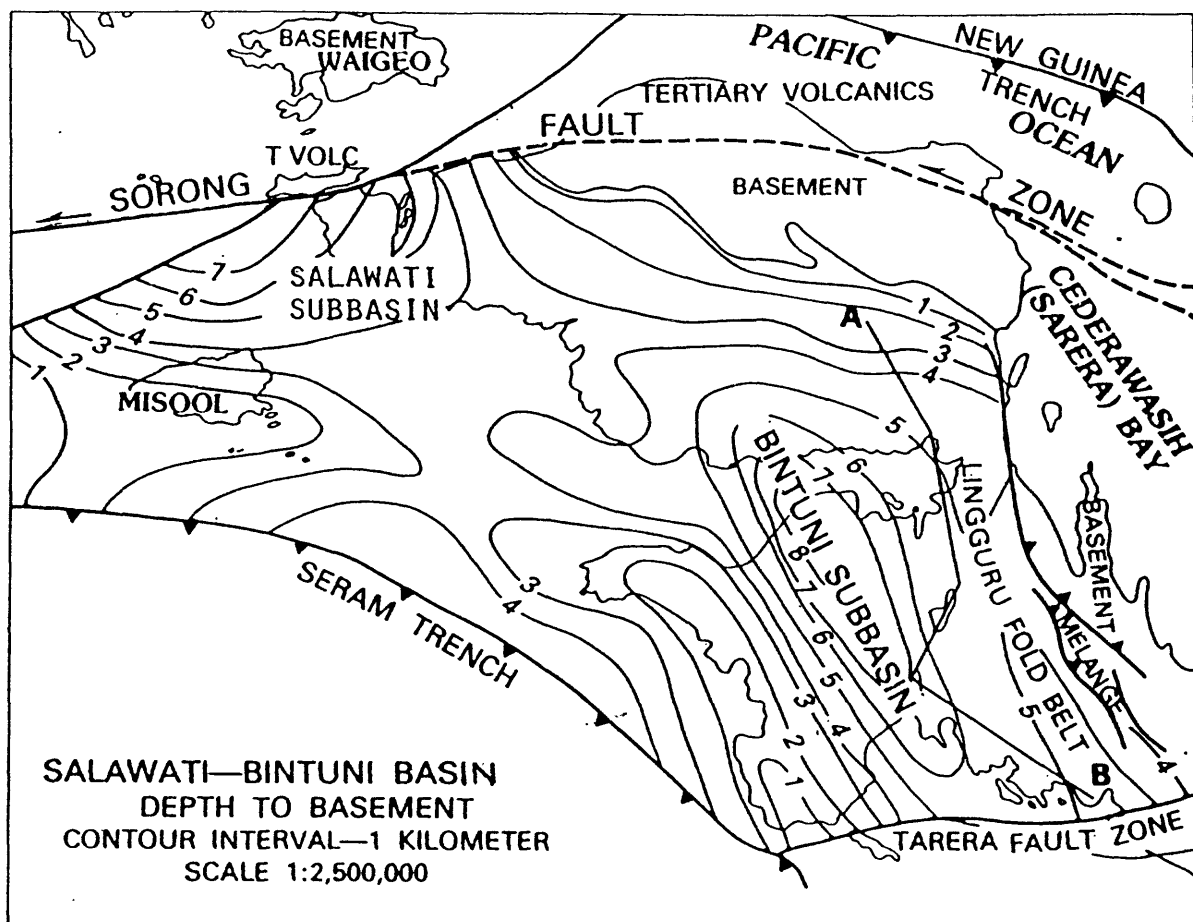 BASEMENT
WAIGEO
PACIFIC
NEW GUINEA
TRENCH
OCEAN
TERTIARY VOLCANICS
FAULT
T VOLC
SORONG
BASEMENT
ZONE
7
6
5
4
3
2
1
SALAWATI
SUBBASIN
MISOOL
A
1
2
3
4
CEDERAWASIH
(SARERA) BAY
5
6
7
8
7
6
5
4
3
2
1
BINTUNI SUBBASIN
LINGGURU FOLD BELT
BASEMENT
MELANGE
3
4
SERAM TRENCH
5
4
B
SALAWATI—BINTUNI BASIN
DEPTH TO BASEMENT
CONTOUR INTERVAL—1 KILOMETER
SCALE 1:2,500,000
TARERA FAULT ZONE